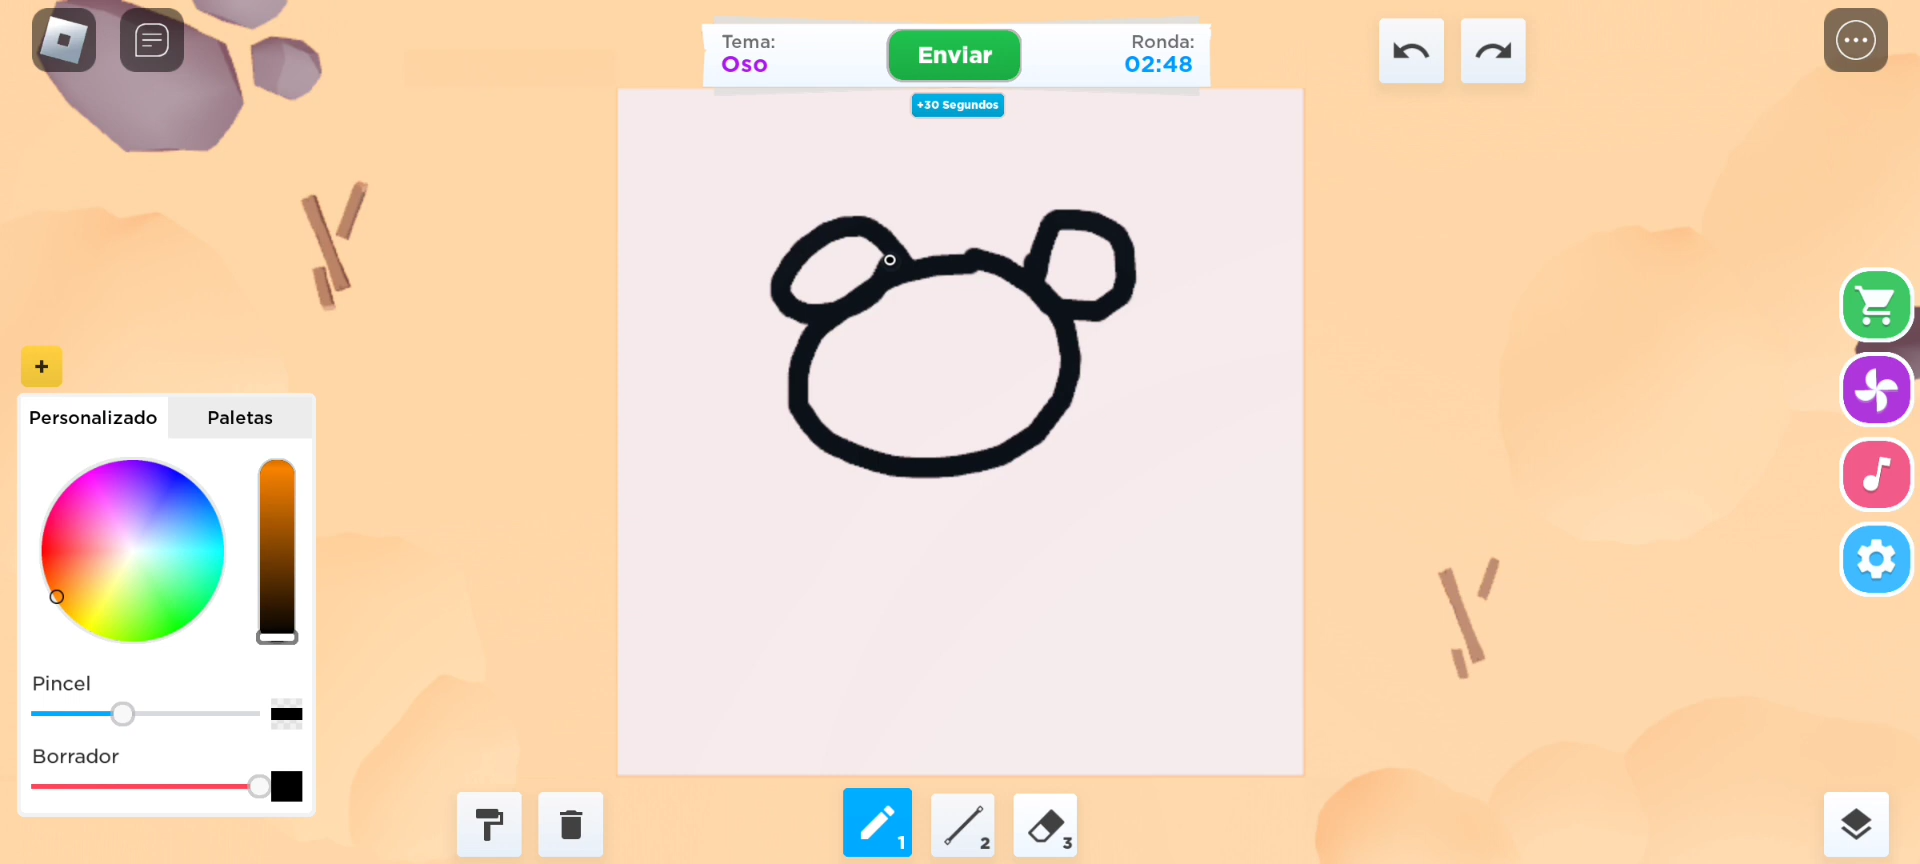 Tema:
Oso
Enviar
Ronda:
02:48
+30 Segundos
+
Personalizado
Paletas
Pincel
Borrador
1
2
3